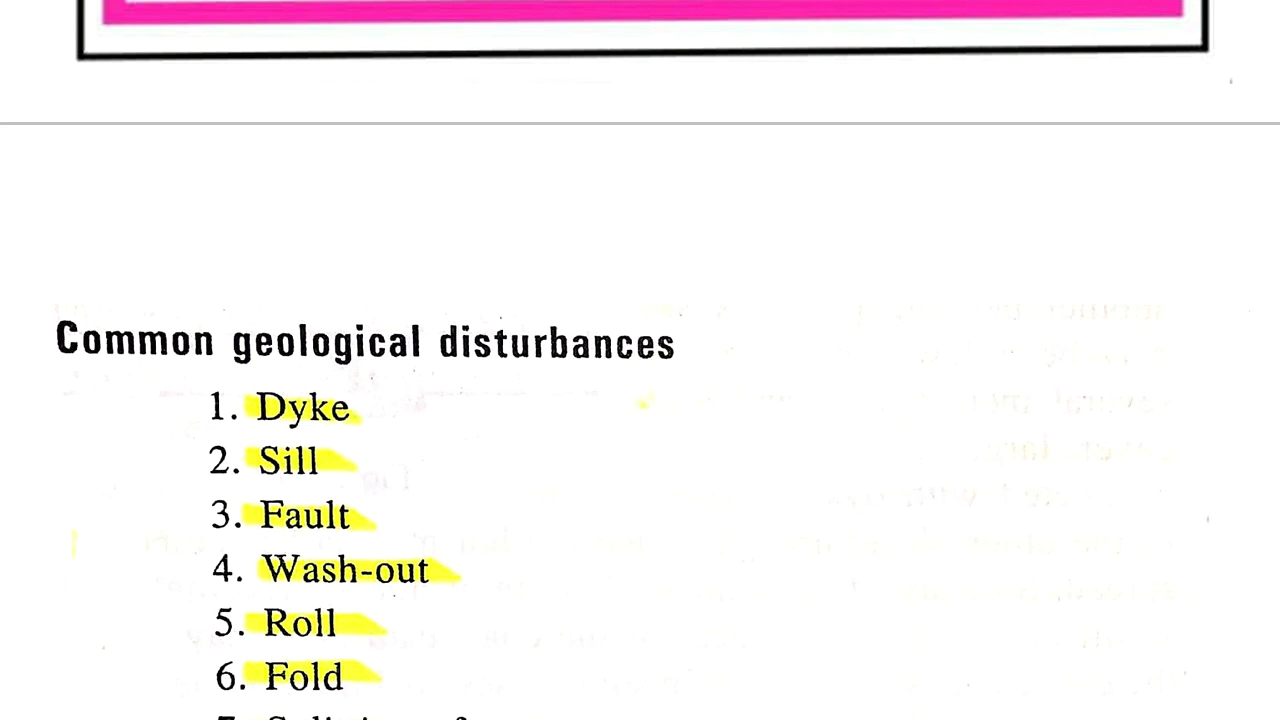 Common geological disturbances
1. Dyke
2. Sill
3. Fault
4. Wash-out
5. Roll
6. Fold